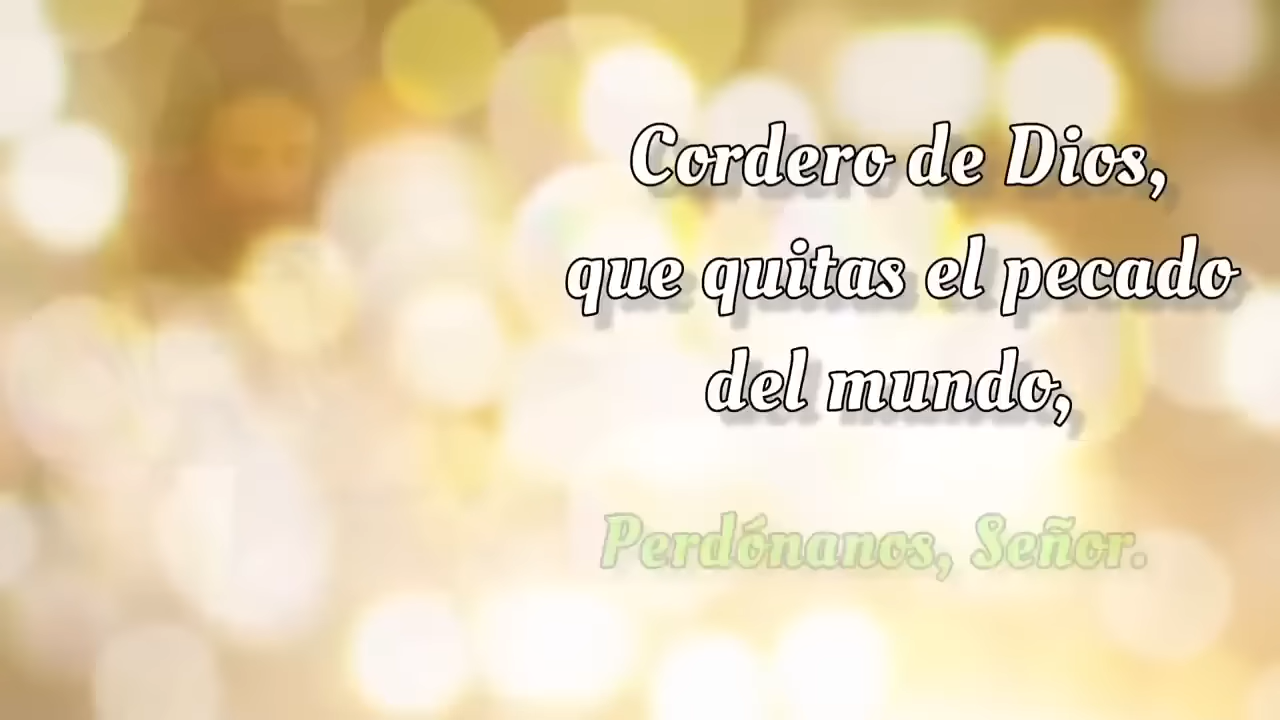 Cordero de Dios,
que quitas el pecado
del mundo,
Perdónanos, Señor.